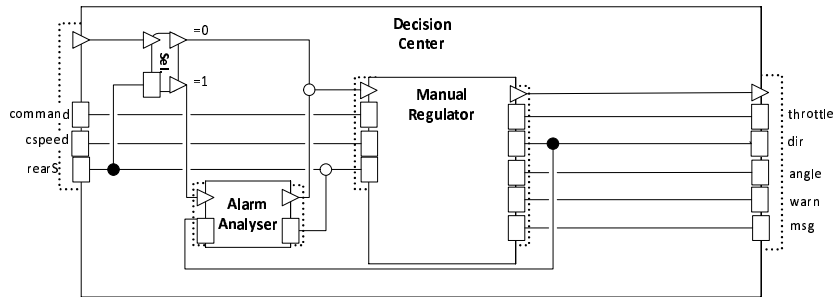 Decision
Center
=0
Sel.
=1
Manual
Regulator
command
cspeed
rearS
throttle
dir
angle
warn
msg
Alarm
Analyser